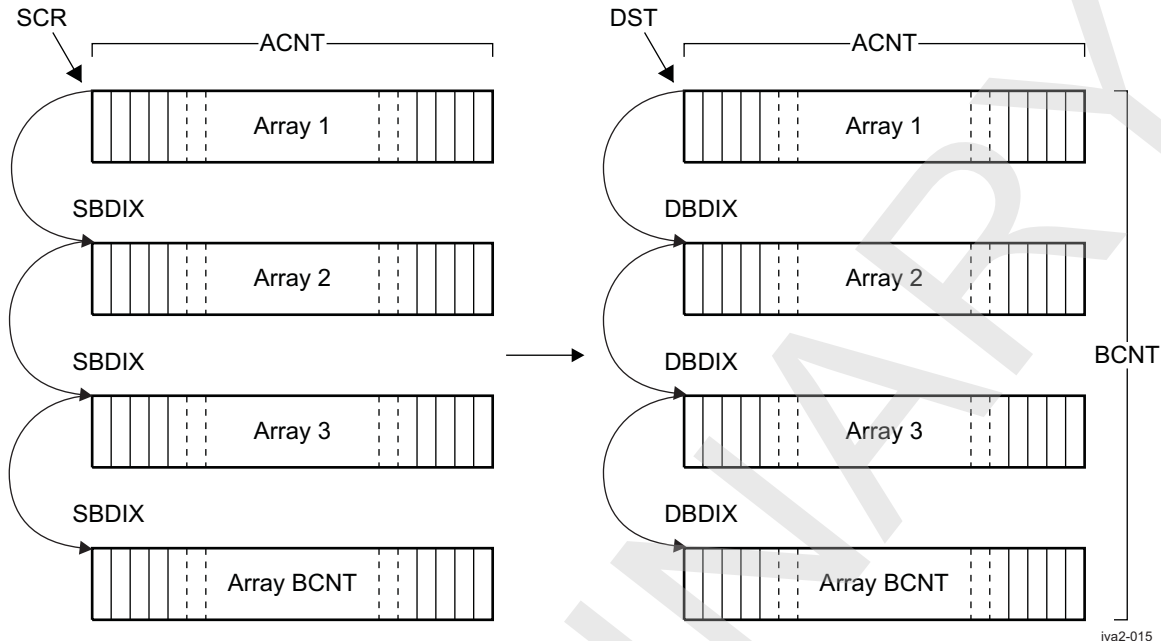 SCR
ACNT
Array 1
SBDIX
Array 2
SBDIX
Array 3
SBDIX
Array BCNT
DST
ACNT
Array 1
DBDIX
Array 2
DBDIX
Array 3
DBDIX
Array BCNT
BCNT
iva2-015